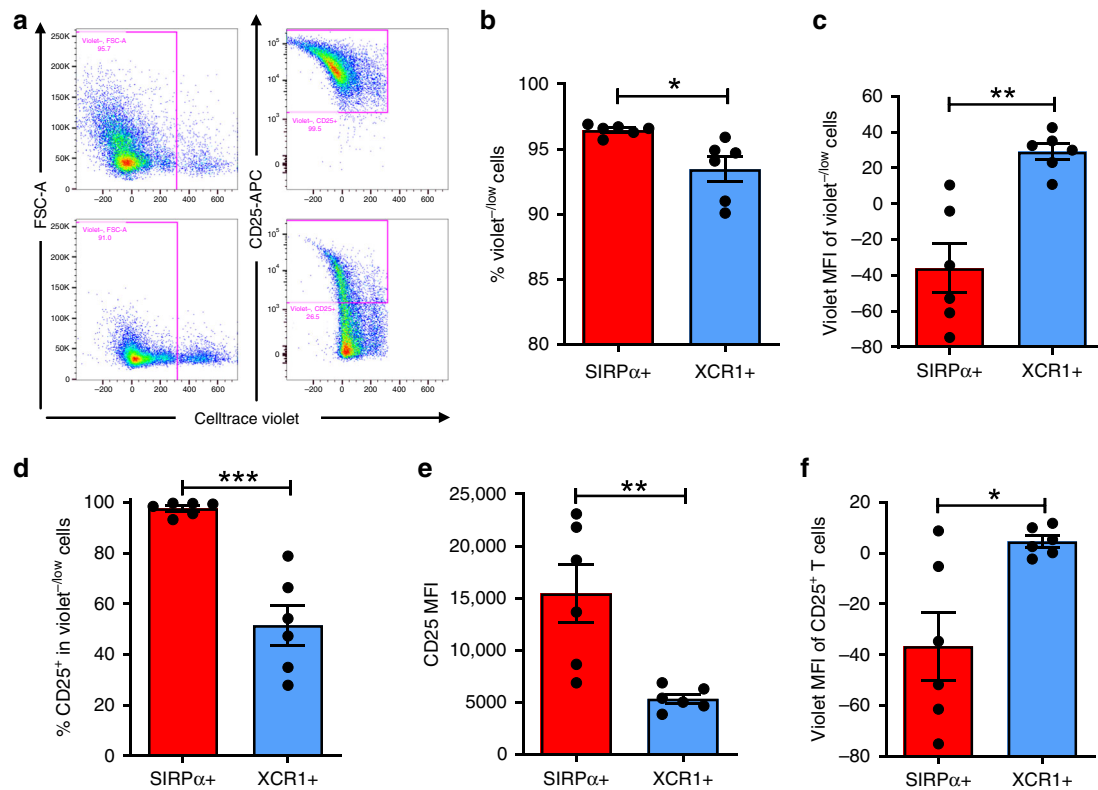 a
FSC-A
CD25-APC
Violet–, FSC-A
95.7
250K
200K
150K
100K
50K
0
−200 0 200 400 600
Violet–, CD25+
99.5
10⁵
10⁴
10³
0
−200 0 200 400 600
Violet–, FSC-A
91.0
250K
200K
150K
100K
50K
0
−200 0 200 400 600
Violet–, CD25+
26.5
10⁵
10⁴
10³
0
−200 0 200 400 600
Celltrace violet
b
% violet⁻/ˡᵒʷ cells
100
95
90
85
80
*
SIRPα+ XCR1+
c
Violet MFI of violet⁻/ˡᵒʷ cells
60
40
20
0
−20
−40
−60
−80
**
SIRPα+ XCR1+
d
% CD25⁺ in violet⁻/ˡᵒʷ cells
100
80
60
40
20
0
***
SIRPα+ XCR1+
e
CD25 MFI
25,000
20,000
15,000
10,000
5000
0
**
SIRPα+ XCR1+
f
Violet MFI of CD25⁺ T cells
20
0
−20
−40
−60
−80
*
SIRPα+ XCR1+